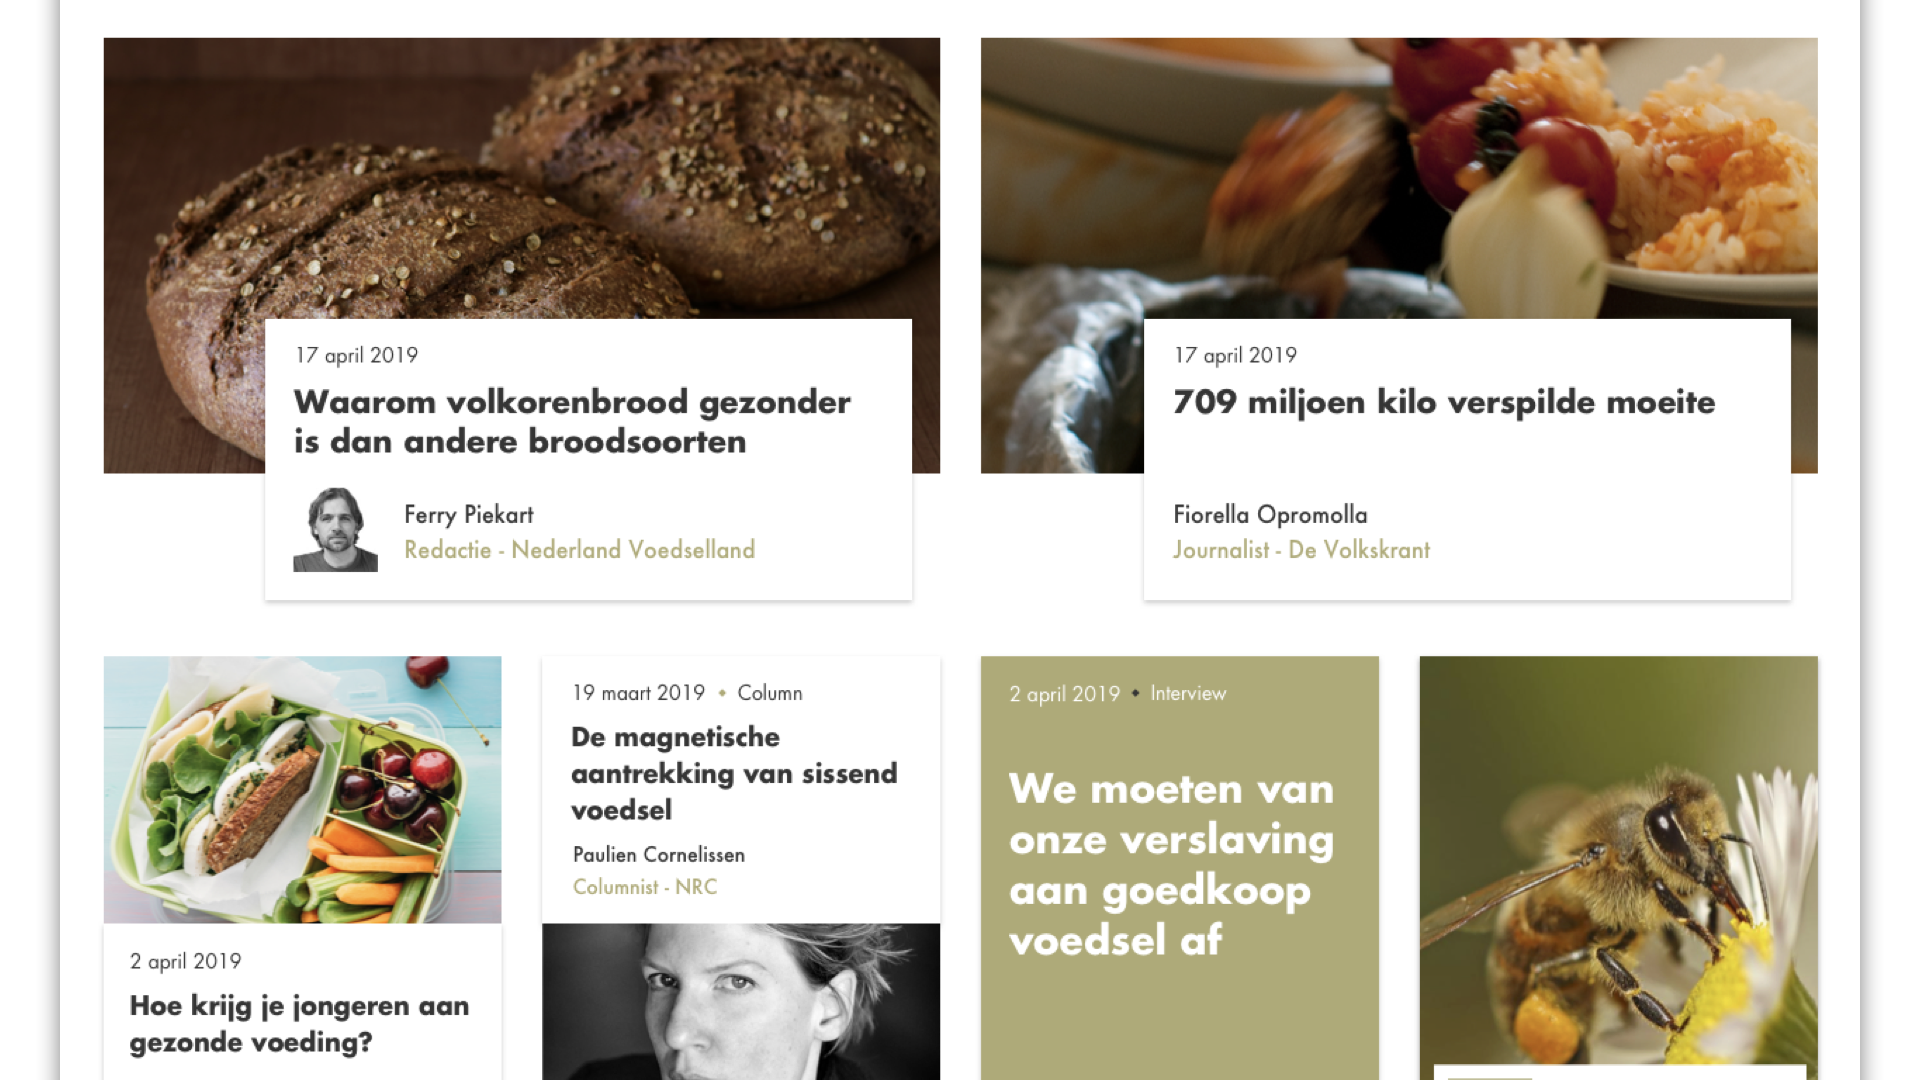 17 april 2019
Waarom volkorenbrood gezonder
is dan andere broodsoorten
Ferry Piekart
Redactie - Nederland Voedselland
17 april 2019
709 miljoen kilo verspilde moeite
Fiorella Opromolla
Journalist - De Volkskrant
2 april 2019
Hoe krijg je jongeren aan
gezonde voeding?
19 maart 2019 • Column
De magnetische
aantrekking van sissend
voedsel
Paulien Cornelissen
Columnist - NRC
2 april 2019 • Interview
We moeten van
onze verslaving
aan goedkoop
voedsel af